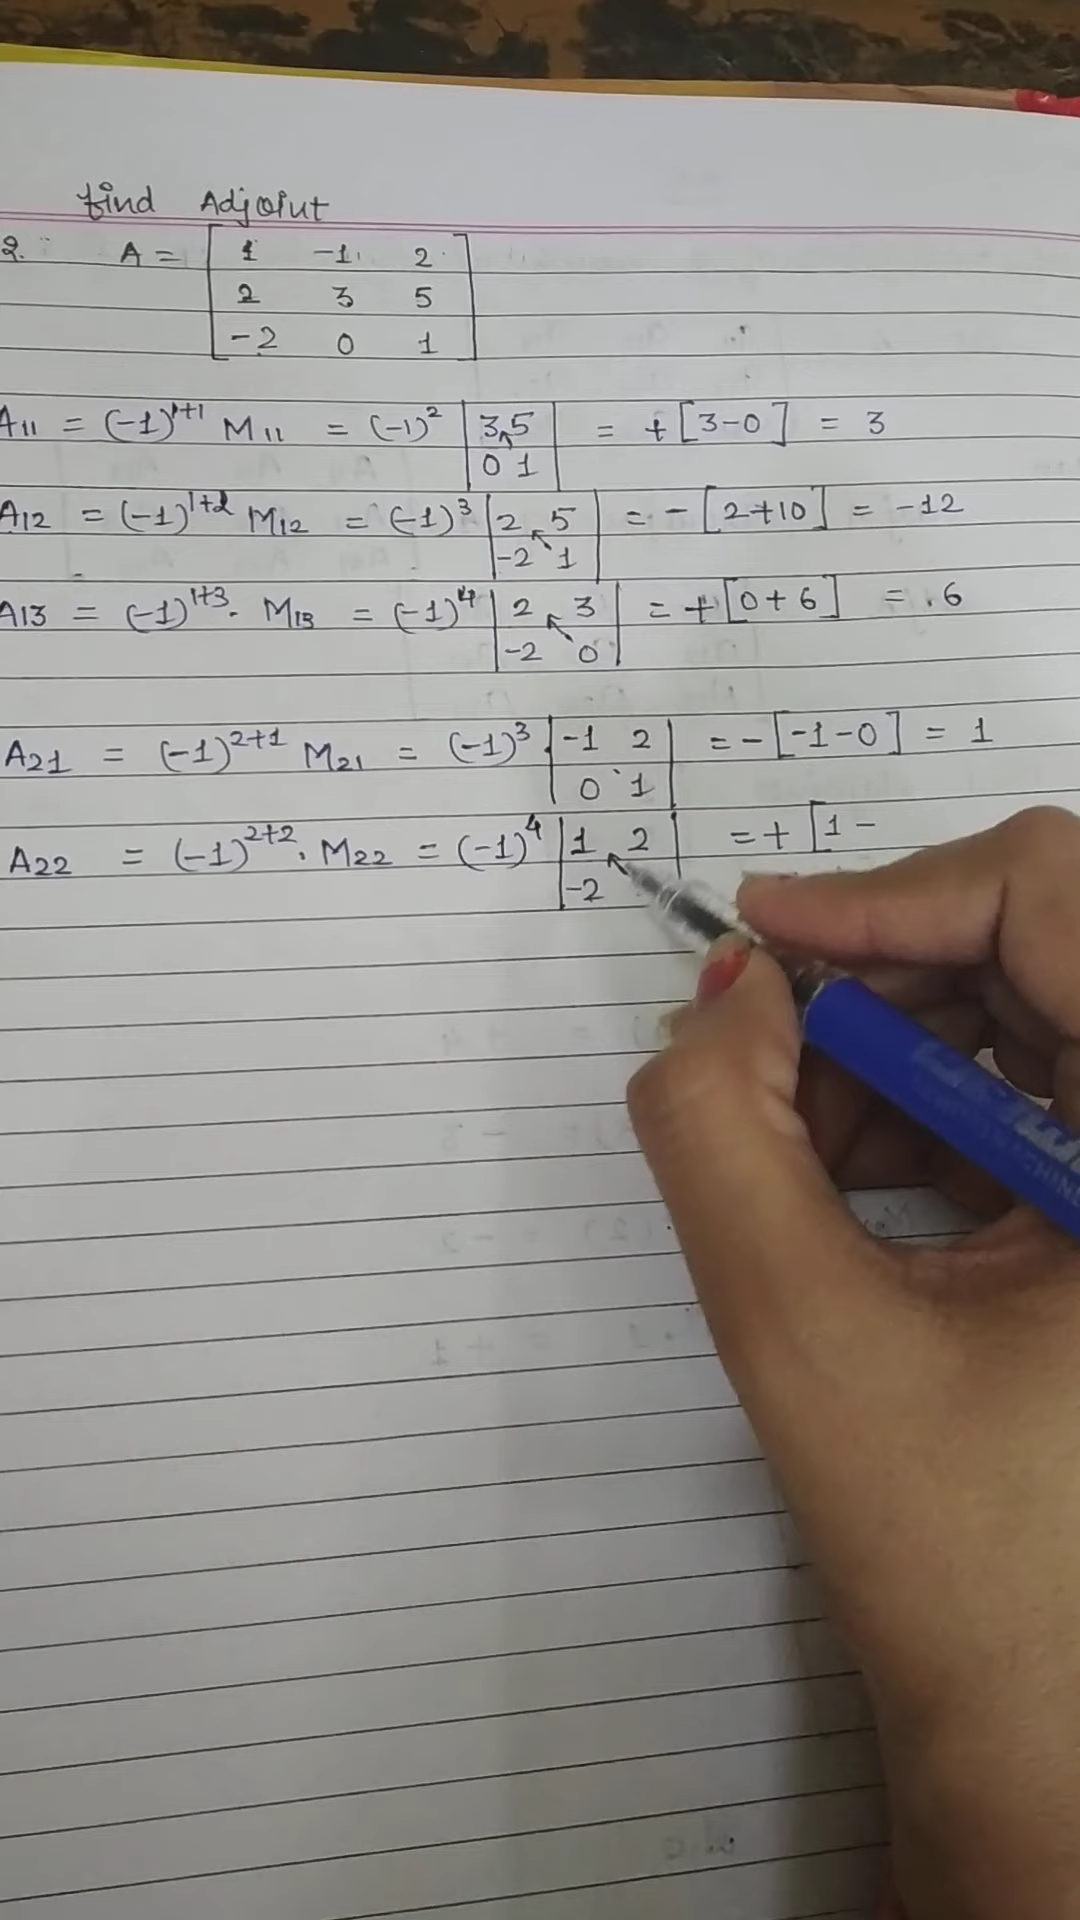 find Adjoint
2. A = [ 1 -1 2
2 3 5
-2 0 1 ]
A11 = (-1)^1+1 M11 = (-1)^2 | 3 5 | = +[3-0] = 3
0 1
A12 = (-1)^1+2 M12 = (-1)^3 | 2 5 | = -[2+10] = -12
-2 1
A13 = (-1)^1+3 . M13 = (-1)^4 | 2 3 | = +[0+6] = .6
-2 0
A21 = (-1)^2+1 M21 = (-1)^3 | -1 2 | = -[-1-0] = 1
0 1
A22 = (-1)^2+2 . M22 = (-1)^4 | 1 2 | = +[1-
-2